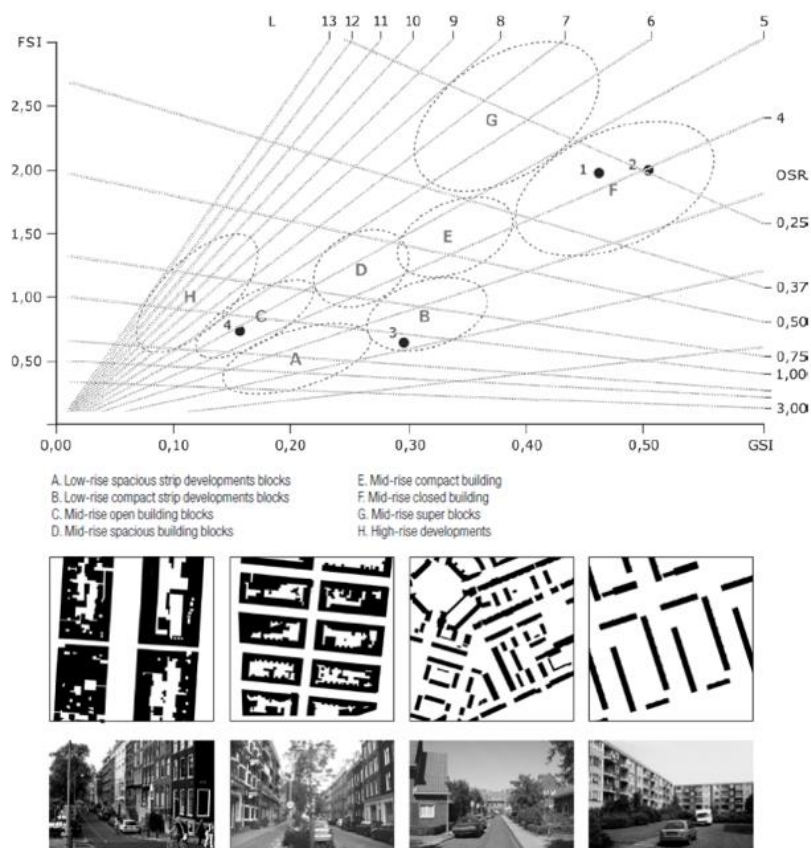 L 13 12 11 10 9 8 7 6 5
FSI
2,50
2,00
1,50
1,00
0,50
G
1
2
F
E
D
H
C
4
B
3
A
4
OSR
0,25
0,37
0,50
0,75
1,00
3,00
0,00 0,10 0,20 0,30 0,40 0,50 GSI
A. Low-rise spacious strip developments blocks
B. Low-rise compact strip developments blocks
C. Mid-rise open building blocks
D. Mid-rise spacious building blocks
E. Mid-rise compact building
F. Mid-rise closed building
G. Mid-rise super blocks
H. High-rise developments